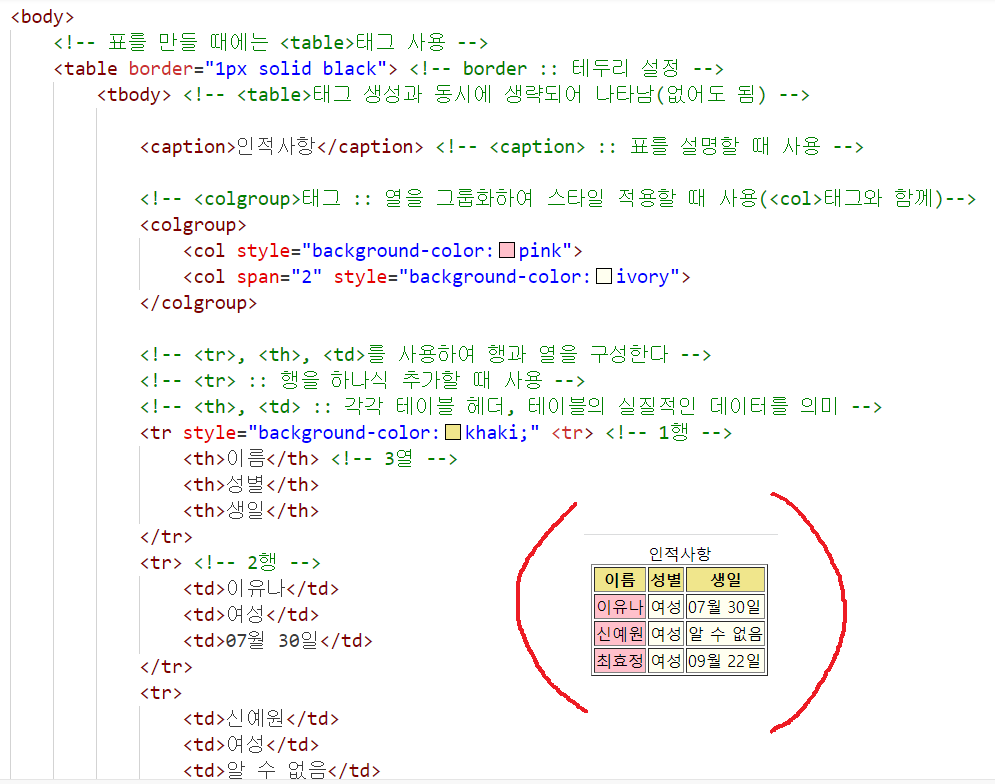 <body>
<!-- 표를 만들 때에는 <table>태그 사용 -->
<table border="1px solid black"> <!-- border :: 테두리 설정 -->
<tbody> <!-- <table>태그 생성과 동시에 생략되어 나타남(없어도 됨) -->
<caption>인적사항</caption> <!-- <caption> :: 표를 설명할 때 사용 -->
<!-- <colgroup>태그 :: 열을 그룹화하여 스타일 적용할 때 사용(<col>태그와 함께)-->
<colgroup>
<col style="background-color:pink">
<col span="2" style="background-color:ivory">
</colgroup>
<!-- <tr>, <th>, <td>를 사용하여 행과 열을 구성한다 -->
<!-- <tr> :: 행을 하나식 추가할 때 사용 -->
<!-- <th>, <td> :: 각각 테이블 헤더, 테이블의 실질적인 데이터를 의미 -->
<tr style="background-color:khaki;" <tr> <!-- 1행 -->
<th>이름</th> <!-- 3열 -->
<th>성별</th>
<th>생일</th>
</tr>
<tr> <!-- 2행 -->
<td>이유나</td>
<td>여성</td>
<td>07월 30일</td>
</tr>
<tr>
<td>신예원</td>
<td>여성</td>
<td>알 수 없음</td>
인적사항
이름 성별 생일
이유나 여성 07월 30일
신예원 여성 알 수 없음
최효정 여성 09월 22일